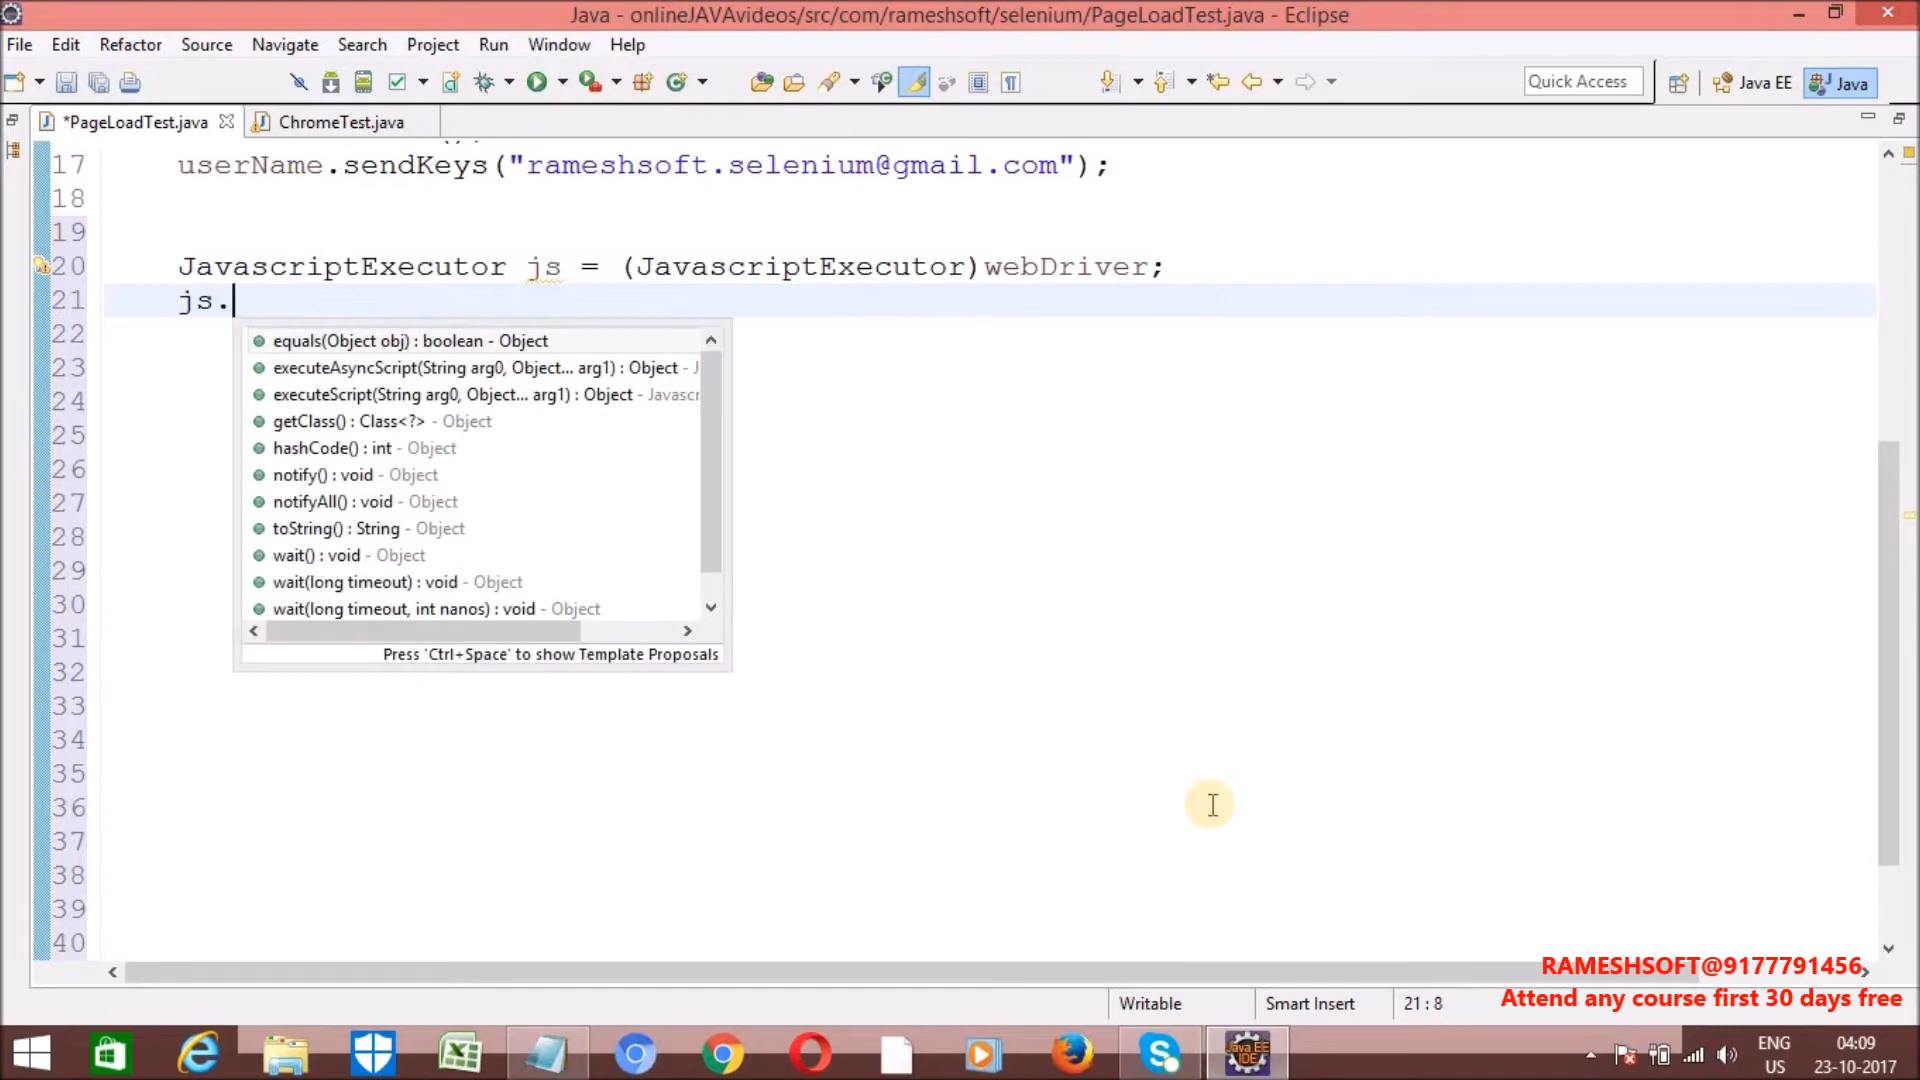 Java - onlineJAVAvideos/src/com/rameshsoft/selenium/PageLoadTest.java - Eclipse
File Edit Refactor Source Navigate Search Project Run Window Help
Quick Access Java EE Java
*PageLoadTest.java ChromeTest.java
17 userName.sendKeys("rameshsoft.selenium@gmail.com");
18
19
20 JavascriptExecutor js = (JavascriptExecutor)webDriver;
21 js.
22
equals(Object obj) : boolean - Object
23
executeAsyncScript(String arg0, Object... arg1) : Object - J
24
executeScript(String arg0, Object... arg1) : Object - Javascr
25
getClass() : Class<?> - Object
26
hashCode() : int - Object
27
notify() : void - Object
notifyAll() : void - Object
28
toString() : String - Object
29
wait() : void - Object
30
wait(long timeout) : void - Object
wait(long timeout, int nanos) : void - Object
31
32
Press 'Ctrl+Space' to show Template Proposals
33
34
35
36
37
38
39
40
RAMESHSOFT@9177791456
Attend any course first 30 days free
Writable Smart Insert 21 : 8
Java EE
IDE
ENG
US
04:09
23-10-2017